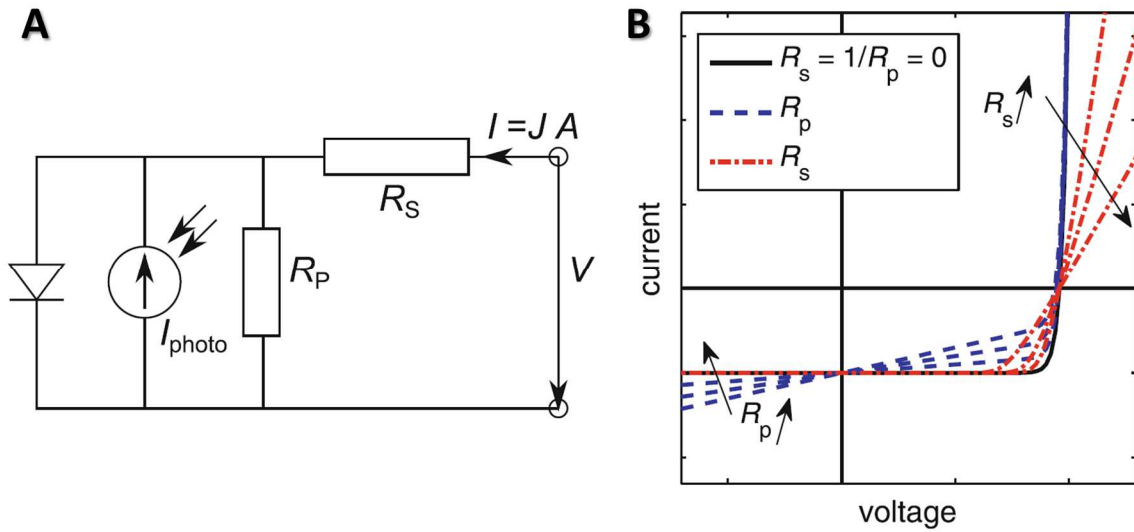 A
I = J A
R_S
R_P
I_photo
V
B
R_s = 1/R_p = 0
R_p
R_s
R_s
R_p
current
voltage